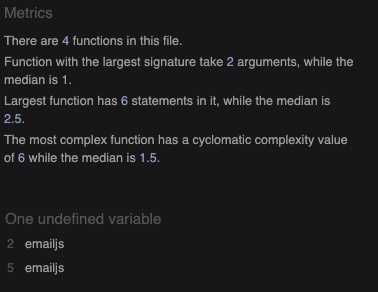 Metrics
There are 4 functions in this file.
Function with the largest signature take 2 arguments, while the
median is 1.
Largest function has 6 statements in it, while the median is
2.5.
The most complex function has a cyclomatic complexity value
of 6 while the median is 1.5.
One undefined variable
2 emailjs
5 emailjs